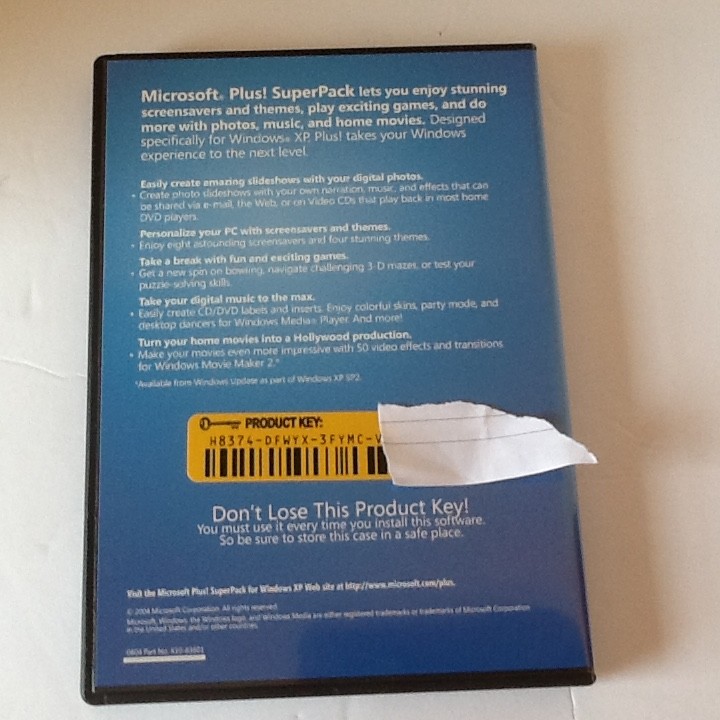 Microsoft® Plus! SuperPack lets you enjoy stunning
screensavers and themes, play exciting games, and do
more with photos, music, and home movies. Designed
specifically for Windows® XP, Plus! takes your Windows
experience to the next level.
Easily create amazing slideshows with your digital photos.
• Create photo slideshows with your own narration, music, and effects that can
be shared via e-mail, the Web, or on Video CDs that play back in most home
DVD players.
Personalize your PC with screensavers and themes.
• Enjoy eight astounding screensavers and four stunning themes.
Take a break with fun and exciting games.
• Get a new spin on bowling, navigate challenging 3-D mazes, or test your
puzzle-solving skills.
Take your digital music to the max.
• Easily create CD/DVD labels and inserts. Enjoy colorful skins, party mode, and
desktop dancers for Windows Media® Player. And more!
Turn your home movies into a Hollywood production.
• Make your movies even more impressive with 50 video effects and transitions
for Windows Movie Maker 2.*
*Available from Windows Update as part of Windows XP SP2.
PRODUCT KEY:
H8374-DFWYX-3FYMC-V
Don't Lose This Product Key!
You must use it every time you install this software.
So be sure to store this case in a safe place.
Visit the Microsoft Plus! SuperPack for Windows XP Web site at http://www.microsoft.com/plus.
© 2004 Microsoft Corporation. All rights reserved.
Microsoft, Windows, the Windows logo, and Windows Media are either registered trademarks or trademarks of Microsoft Corporation
in the United States and/or other countries.
0804 Part No.